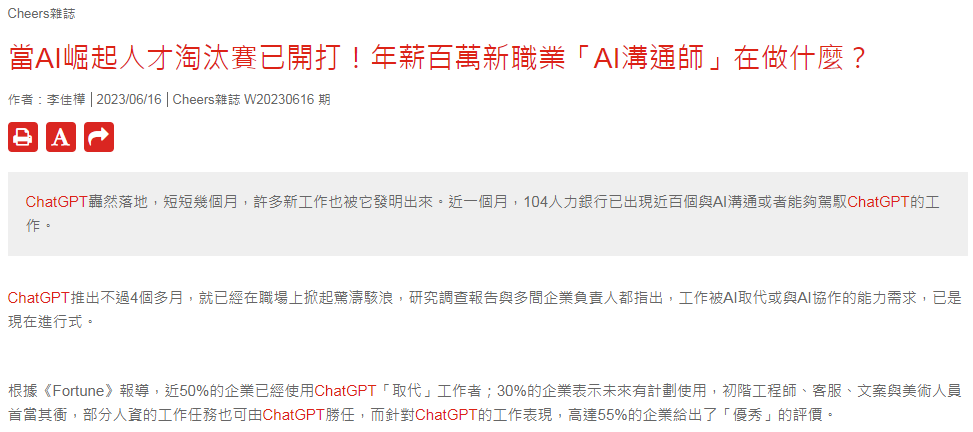 Cheers雜誌
當AI崛起人才淘汰賽已開打！年薪百萬新職業「AI溝通師」在做什麼？
作者：李佳樺 | 2023/06/16 | Cheers雜誌 W20230616 期
A
ChatGPT轟然落地，短短幾個月，許多新工作也被它發明出來。近一個月，104人力銀行已出現近百個與AI溝通或者能夠駕馭ChatGPT的工
作。
ChatGPT推出不過4個多月，就已經在職場上掀起驚濤駭浪，研究調查報告與多間企業負責人都指出，工作被AI取代或與AI協作的能力需求，已是
現在進行式。
根據《Fortune》報導，近50%的企業已經使用ChatGPT「取代」工作者；30%的企業表示未來有計劃使用，初階工程師、客服、文案與美術人員
首當其衝，部分人資的工作任務也可由ChatGPT勝任，而針對ChatGPT的工作表現，高達55%的企業給出了「優秀」的評價。